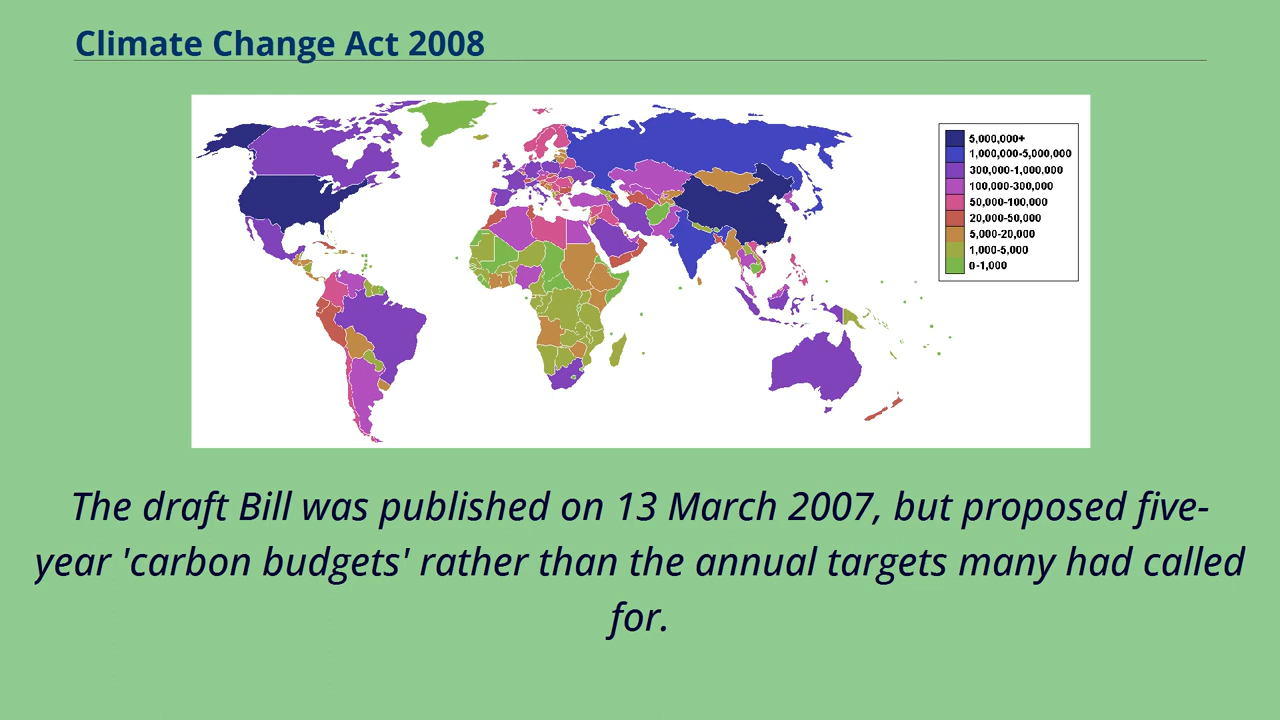 Climate Change Act 2008
5,000,000+
1,000,000-5,000,000
300,000-1,000,000
100,000-300,000
50,000-100,000
20,000-50,000
5,000-20,000
1,000-5,000
0-1,000
The draft Bill was published on 13 March 2007, but proposed five-
year 'carbon budgets' rather than the annual targets many had called
for.